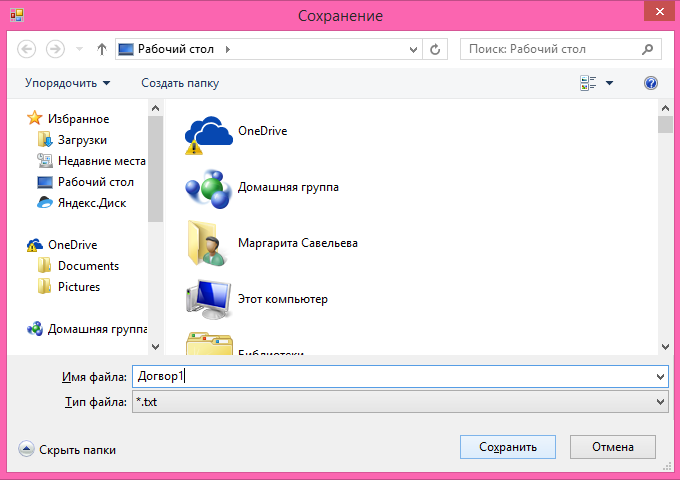 Сохранение
Рабочий стол
Поиск: Рабочий стол
Упорядочить
Создать папку
Избранное
Загрузки
Недавние места
Рабочий стол
Яндекс.Диск
OneDrive
Documents
Pictures
Домашняя группа
OneDrive
Домашняя группа
Маргарита Савельева
Этот компьютер
Библиотеки
Имя файла: Догвор1
Тип файла: *.txt
Скрыть папки
Сохранить
Отмена